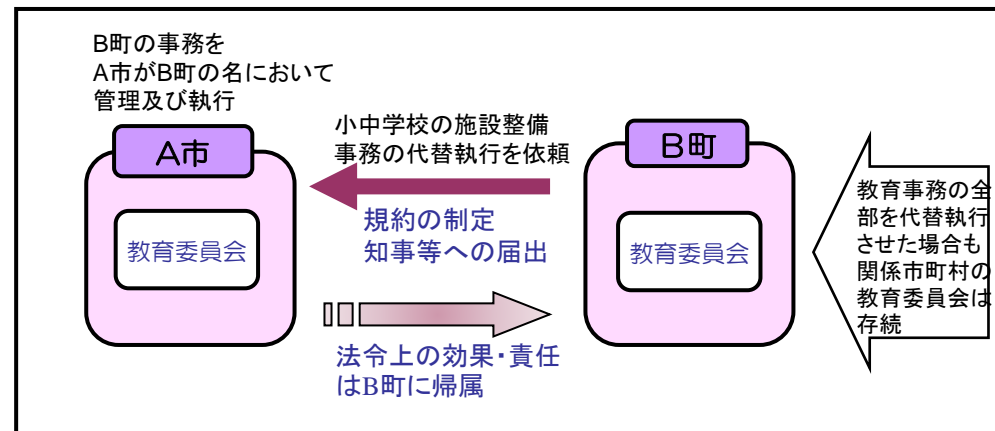 B町の事務を
A市がB町の名において
管理及び執行
A市
教育委員会
小中学校の施設整備
事務の代替執行を依頼
規約の制定
知事等への届出
法令上の効果・責任
はB町に帰属
B町
教育委員会
教育事務の全
部を代替執行
させた場合も
関係市町村の
教育委員会は
存続